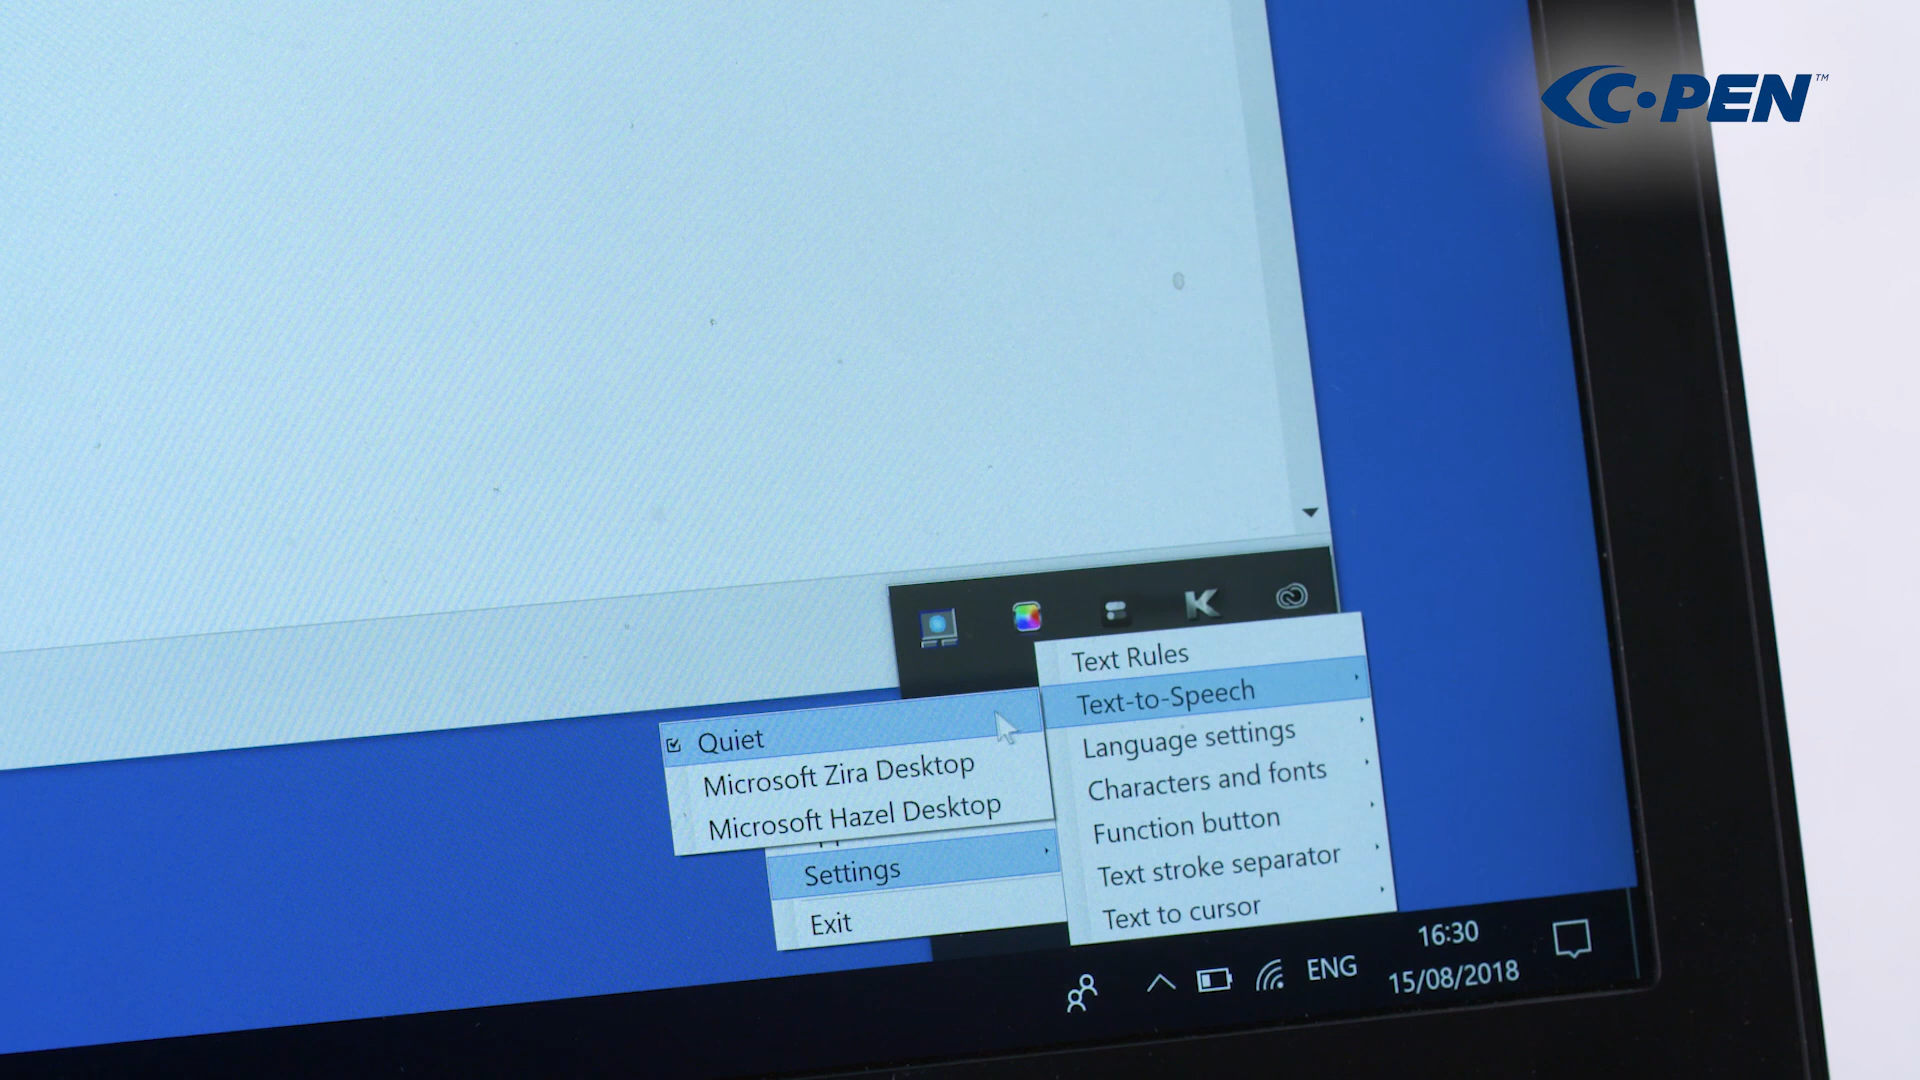 C•PEN™
Text Rules
Text-to-Speech
Language settings
Characters and fonts
Function button
Text stroke separator
Text to cursor
Quiet
Microsoft Zira Desktop
Microsoft Hazel Desktop
Settings
Exit
ENG
16:30
15/08/2018